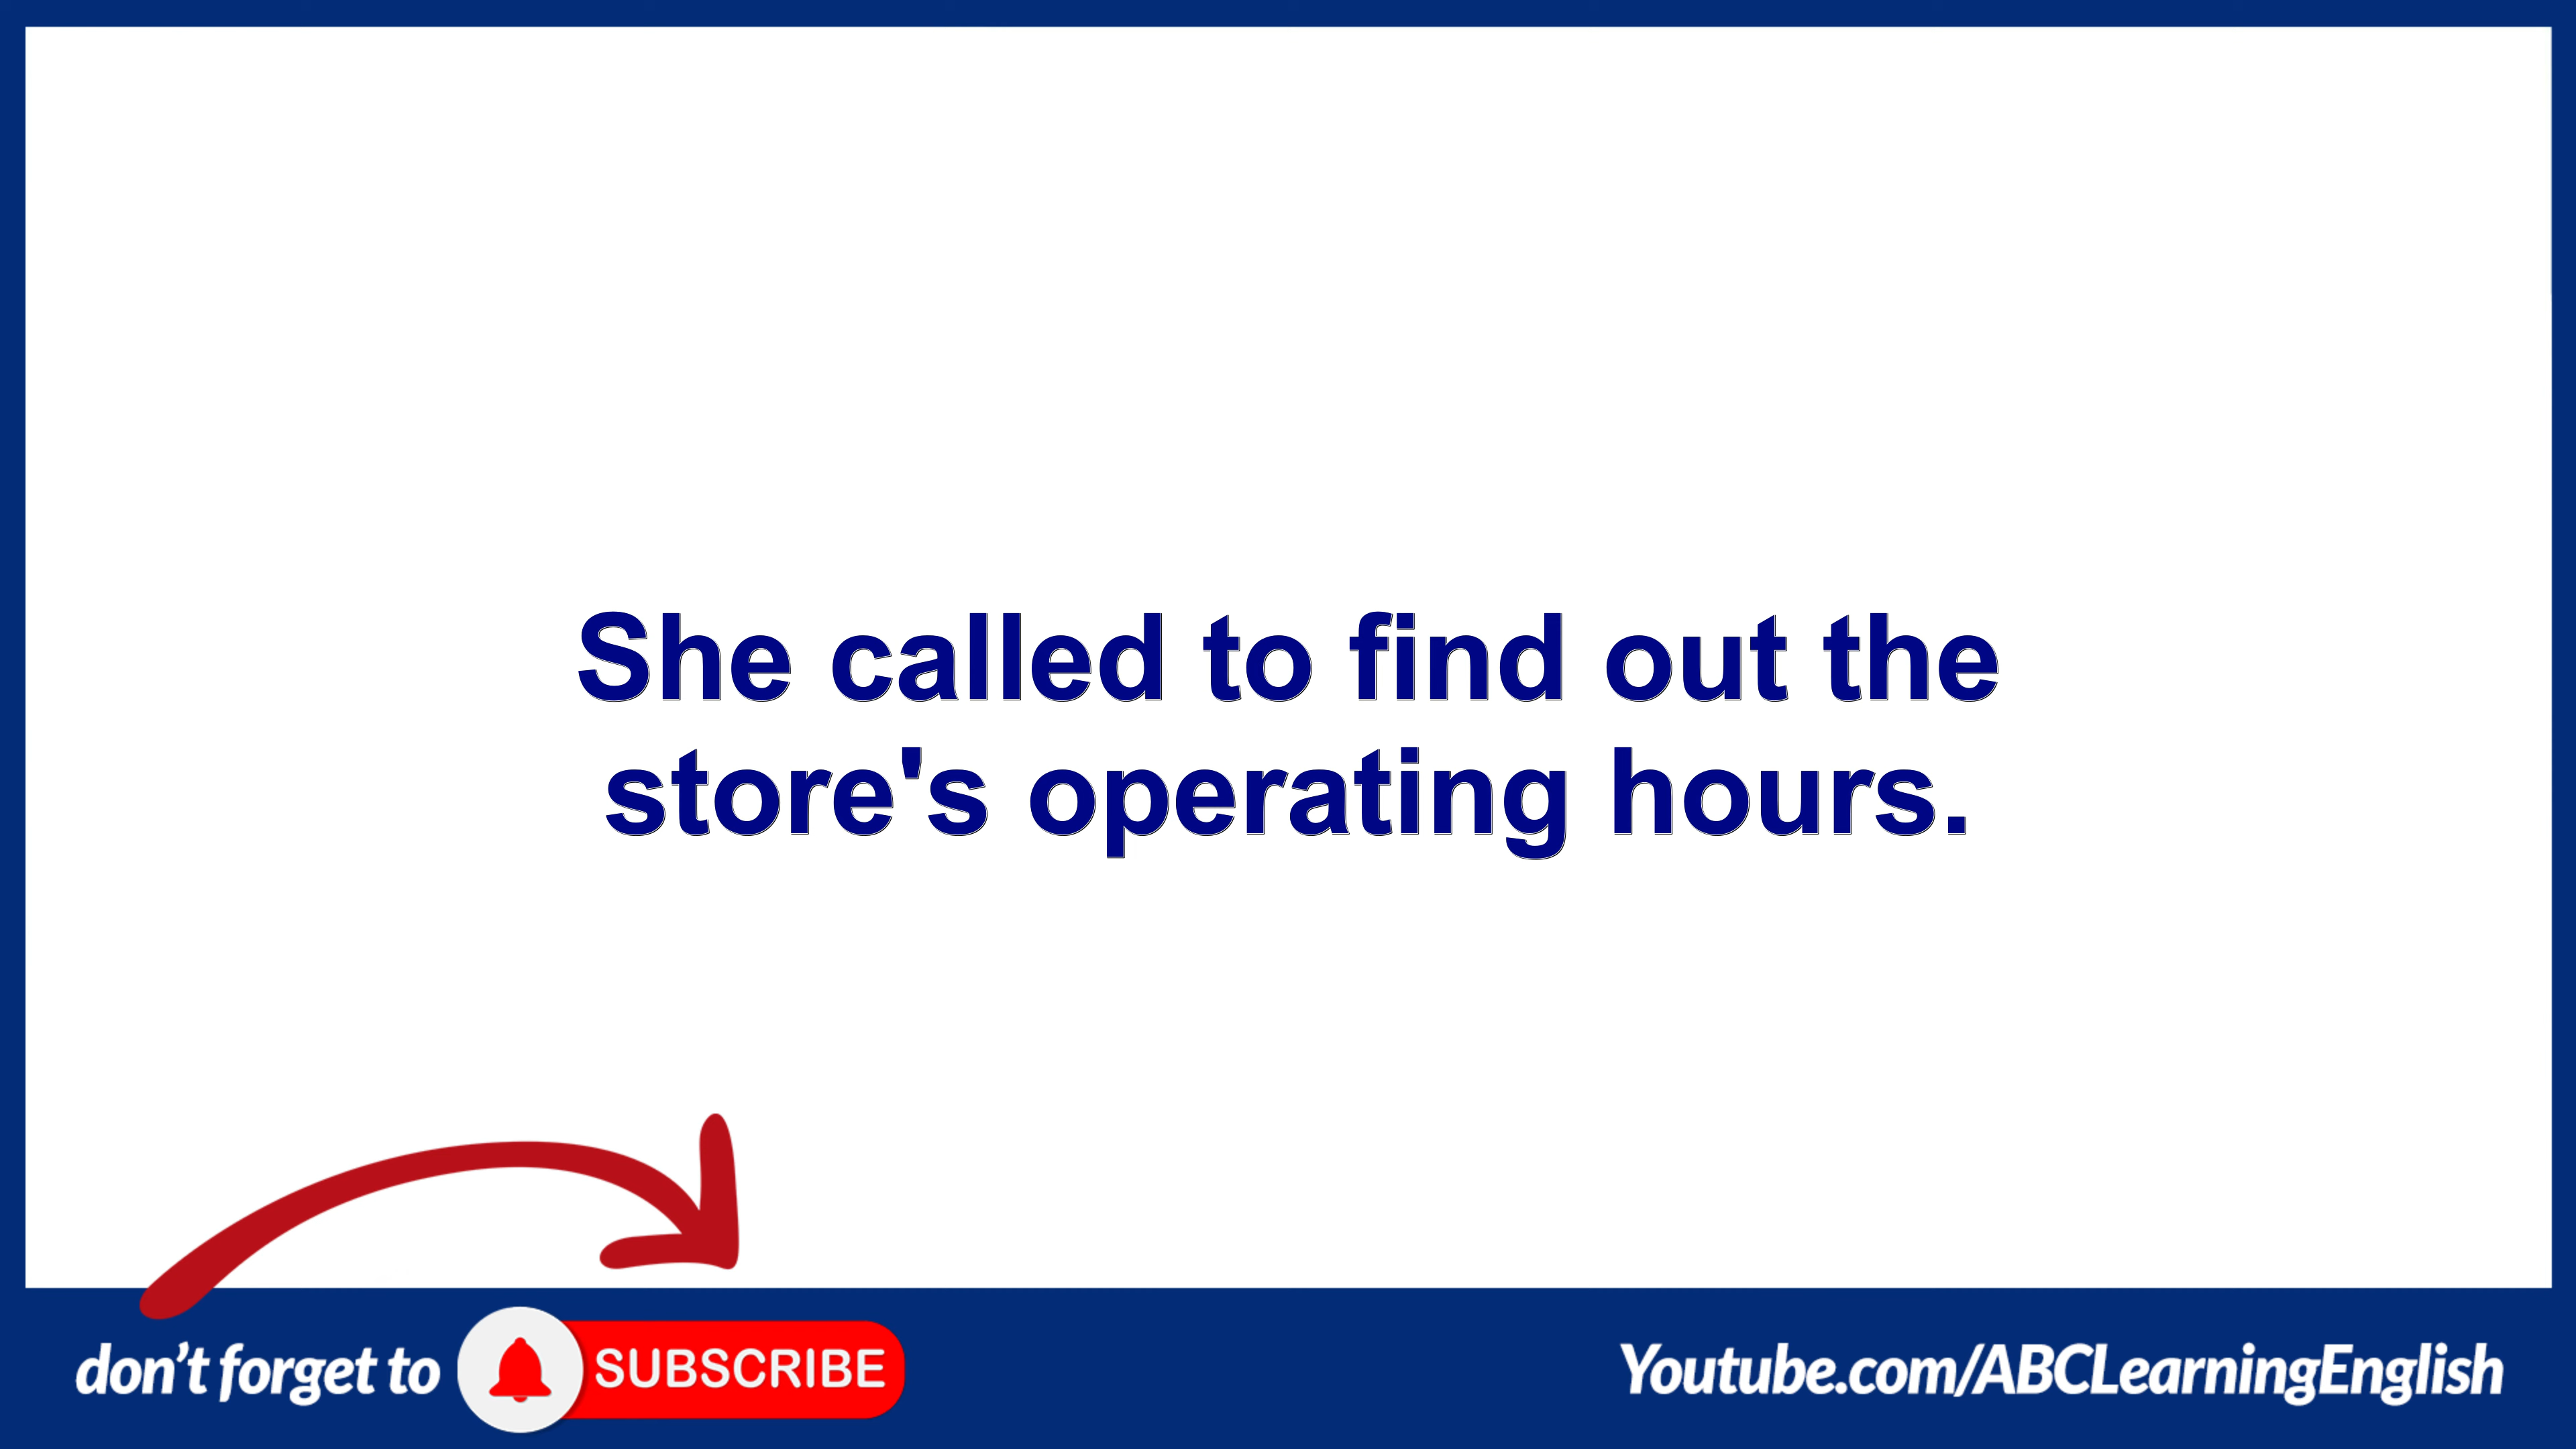 She called to find out the
store's operating hours.
don't forget to SUBSCRIBE
Youtube.com/ABCLearningEnglish